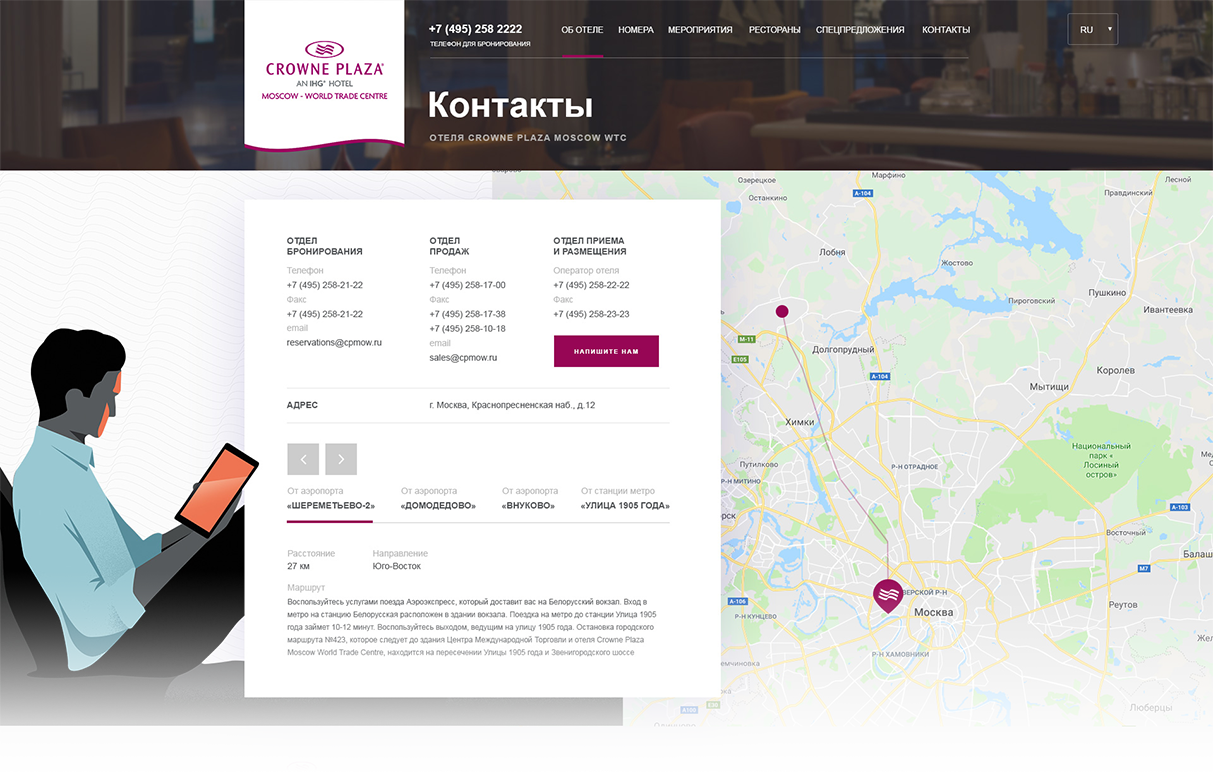 CROWNE PLAZA®
AN IHG® HOTEL
MOSCOW - WORLD TRADE CENTRE
+7 (495) 258 2222
ТЕЛЕФОН ДЛЯ БРОНИРОВАНИЯ
ОБ ОТЕЛЕ НОМЕРА МЕРОПРИЯТИЯ РЕСТОРАНЫ СПЕЦПРЕДЛОЖЕНИЯ КОНТАКТЫ
RU
Контакты
ОТЕЛЯ CROWNE PLAZA MOSCOW WTC
ОТДЕЛ
БРОНИРОВАНИЯ
Телефон
+7 (495) 258-21-22
Факс
+7 (495) 258-21-22
email
reservations@cpmow.ru
ОТДЕЛ
ПРОДАЖ
Телефон
+7 (495) 258-17-00
Факс
+7 (495) 258-17-38
+7 (495) 258-10-18
email
sales@cpmow.ru
ОТДЕЛ ПРИЕМА
И РАЗМЕЩЕНИЯ
Оператор отеля
+7 (495) 258-22-22
Факс
+7 (495) 258-23-23
НАПИШИТЕ НАМ
АДРЕС
г. Москва, Краснопресненская наб., д.12
От аэропорта
«ШЕРЕМЕТЬЕВО-2»
От аэропорта
«ДОМОДЕДОВО»
От аэропорта
«ВНУКОВО»
От станции метро
«УЛИЦА 1905 ГОДА»
Расстояние
27 км
Направление
Юго-Восток
Маршрут
Воспользуйтесь услугами поезда Аэроэкспресс, который доставит вас на Белорусский вокзал. Вход в
метро на станцию Белорусская расположен в здании вокзала. Поездка на метро до станции Улица 1905
года займет 10-12 минут. Воспользуйтесь выходом, ведущим на улицу 1905 года. Остановка городского
маршрута №423, которое следует до здания Центра Международной Торговли и отеля Crowne Plaza
Moscow World Trade Centre, находится на пересечении Улицы 1905 года и Звенигородского шоссе
Марфино
Озерецкое
Лесной
А-104
Правдинский
Останкино
Лобня
Жостово
Пушкино
Пироговский
Ивантеевка
М-11
Долгопрудный
E105
Королев
А-104
Мытищи
Химки
Национальный
парк «
Лосиный
остров»
Путилково
Р-Н ОТРАДНОЕ
Р-Н МИТИНО
А-103
Восточный
М7
А-106
Москва
Реутов
Р-Н КУНЦЕВО
Р-Н ХАМОВНИКИ
Люберцы